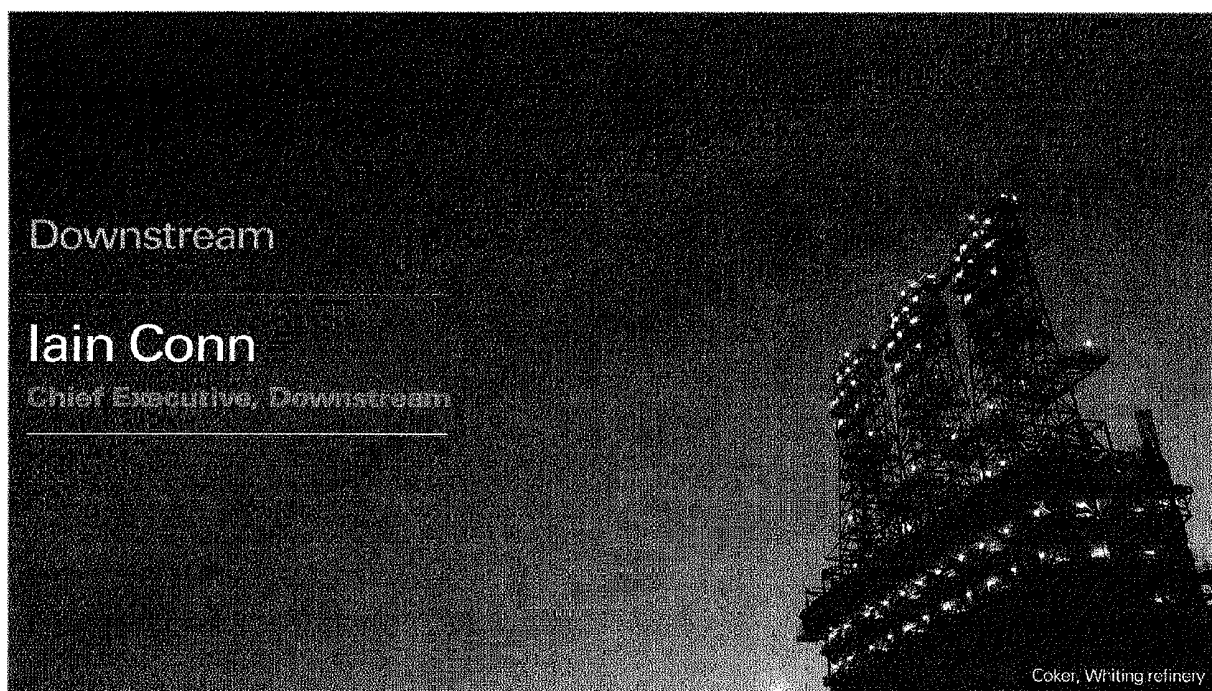 Downstream
Iain Conn
Chief Executive, Downstream
Coker, Whiting refinery